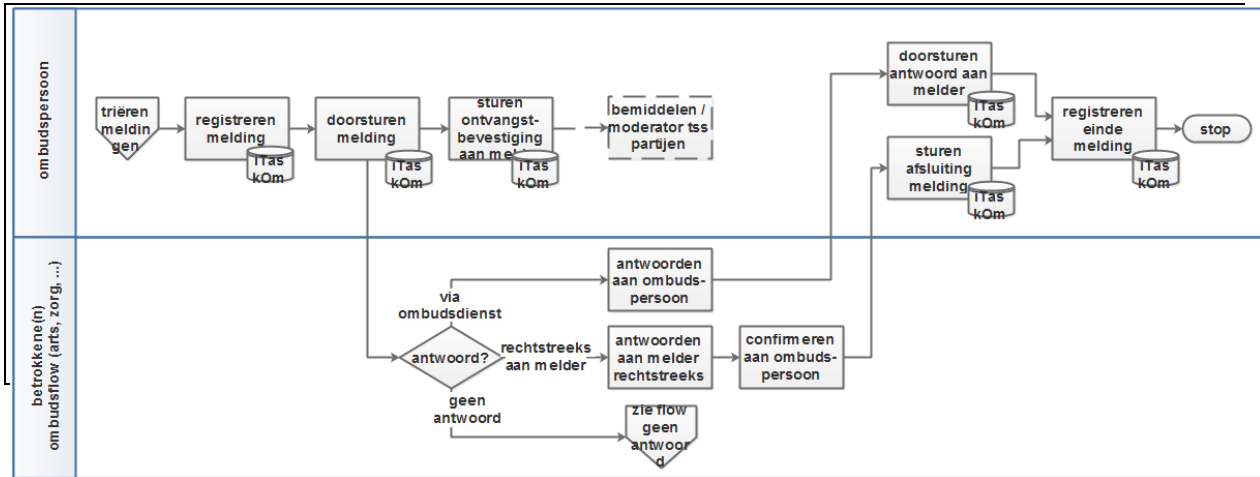 ombudspersoon
triëren
meldin
gen
registreren
melding
iTas
kOm
doorsturen
melding
iTas
kOm
sturen
ontvangst-
bevestiging
iTas
kOm
bemiddelen /
moderator tss
partijen
doorsturen
antwoord aan
melder
iTas
kOm
sturen
afsluiting
melding
iTas
kOm
registreren
einde
melding
iTas
kOm
stop
betrokkene(n)
ombudsflow (arts, zorg, ...)
antwoord?
via
ombudsdienst
antwoorden
aan ombuds-
persoon
rechtstreeks
aan melder
antwoorden
aan melder
rechtstreeks
confirmeren
aan ombuds-
persoon
geen
antwoord
zie flow
geen
antwoor
d